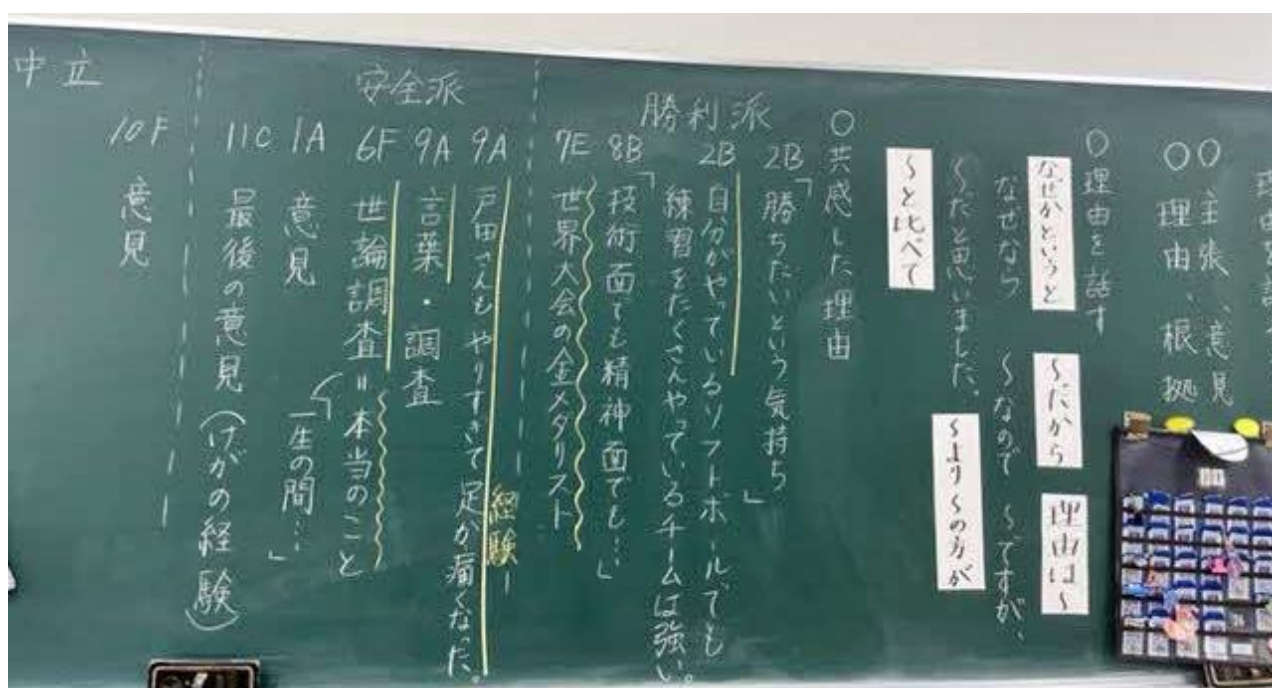 ○主張、意見
○理由、根拠
○理由を話す
なぜかというと
〜だから
理由は〜
なぜなら
〜なので
〜ですが、
〜だと思いました。
〜より〜の方が
〜と比べて
○共感した理由
勝利派
2B「勝ちたいという気持ち」
2B 自分がやっているソフトボールでも
練習をたくさんやっているチームは強い。
8B「技術面でも精神面でも…」
7E 世界大会の金メダリスト
安全派
経験
9A 戸田さんもやりすぎて足が痛くなった。
9A 言葉・調査
6F 世論調査=本当のこと
1A 意見「一生の間…」
11C 最後の意見(けがの経験)
中立
10F 意見